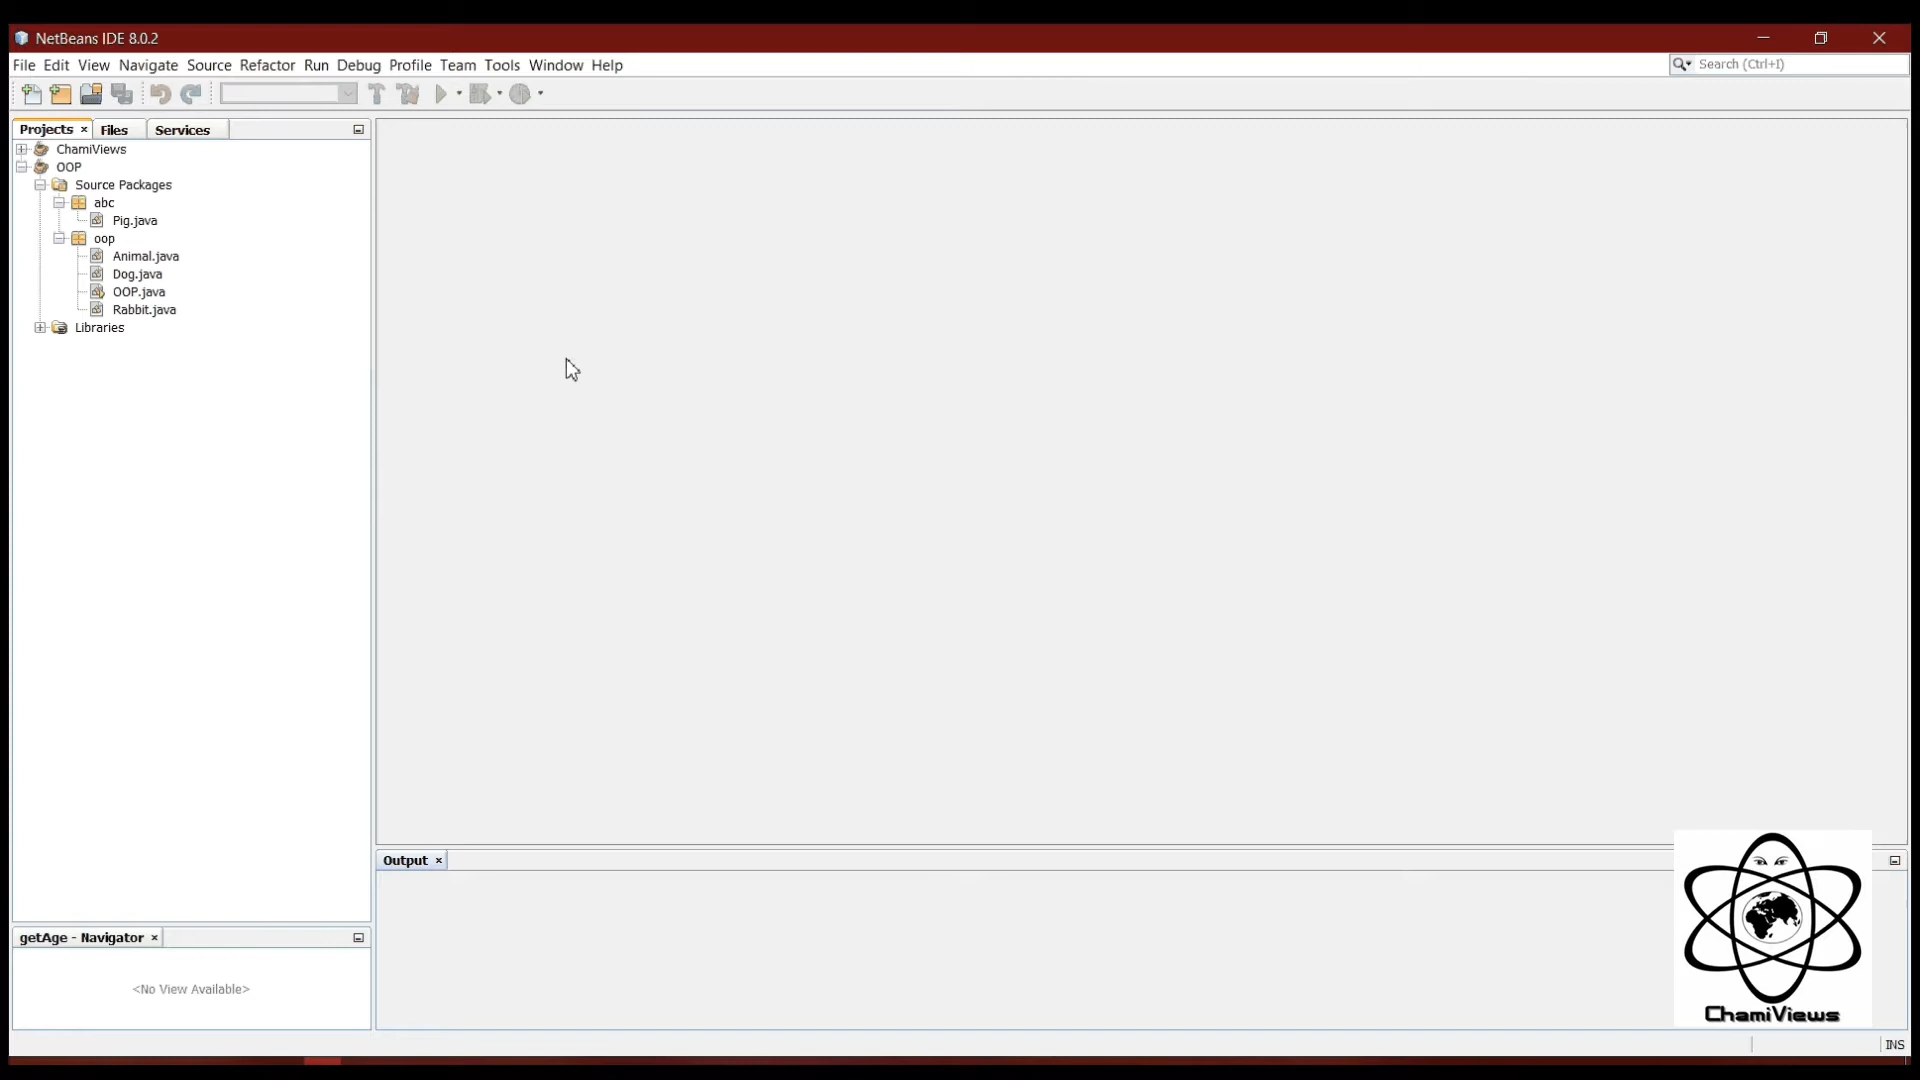 NetBeans IDE 8.0.2
File Edit View Navigate Source Refactor Run Debug Profile Team Tools Window Help
Search (Ctrl+I)
Projects × Files Services
ChamiViews
OOP
Source Packages
abc
Pig.java
oop
Animal.java
Dog.java
OOP.java
Rabbit.java
Libraries
Output ×
getAge - Navigator ×
<No View Available>
ChamiViews
INS